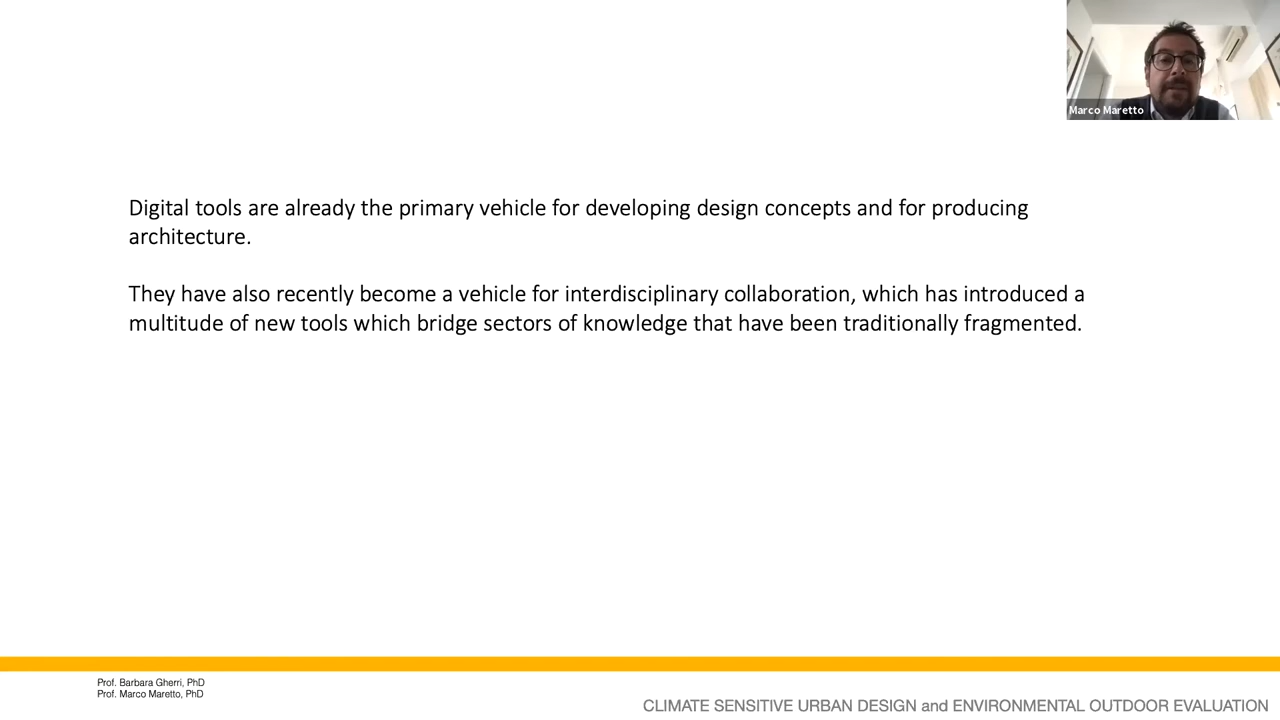 Marco Maretto
Digital tools are already the primary vehicle for developing design concepts and for producing
architecture.
They have also recently become a vehicle for interdisciplinary collaboration, which has introduced a
multitude of new tools which bridge sectors of knowledge that have been traditionally fragmented.
Prof. Barbara Gherri, PhD
Prof. Marco Maretto, PhD
CLIMATE SENSITIVE URBAN DESIGN and ENVIRONMENTAL OUTDOOR EVALUATION